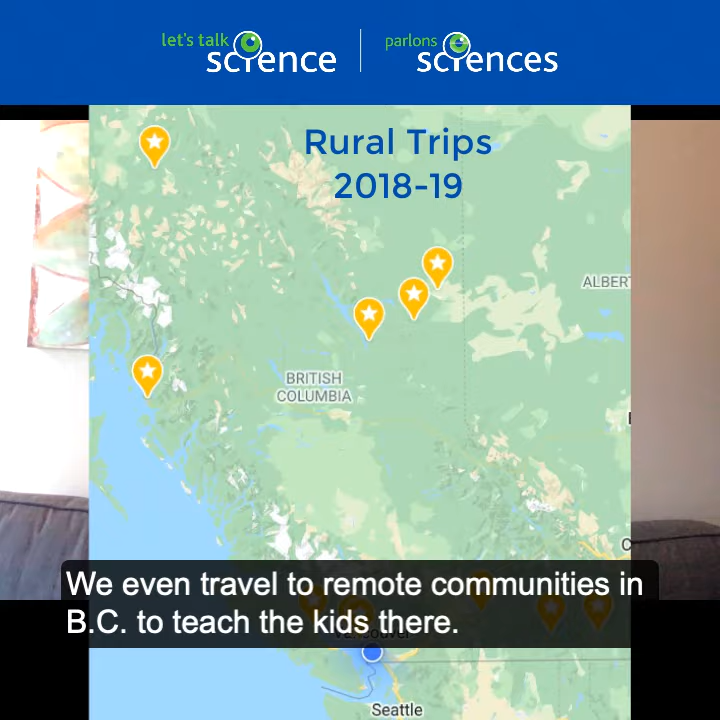 let's talk
science
parlons
sciences
Rural Trips
2018-19
ALBERT
BRITISH
COLUMBIA
C
We even travel to remote communities in
B.C. to teach the kids there.
Seattle